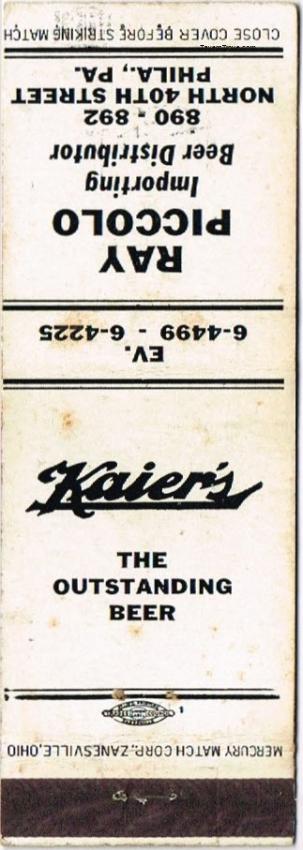 CLOSE COVER BEFORE STRIKING MATCH
RAY
PICCOLO
Importing
Beer Distributor
890 - 892
NORTH 40TH STREET
PHILA., PA.
EV.
6-4499 - 6-4225
Kaier's
THE
OUTSTANDING
BEER
1
MERCURY MATCH CORP. ZANESVILLE, OHIO